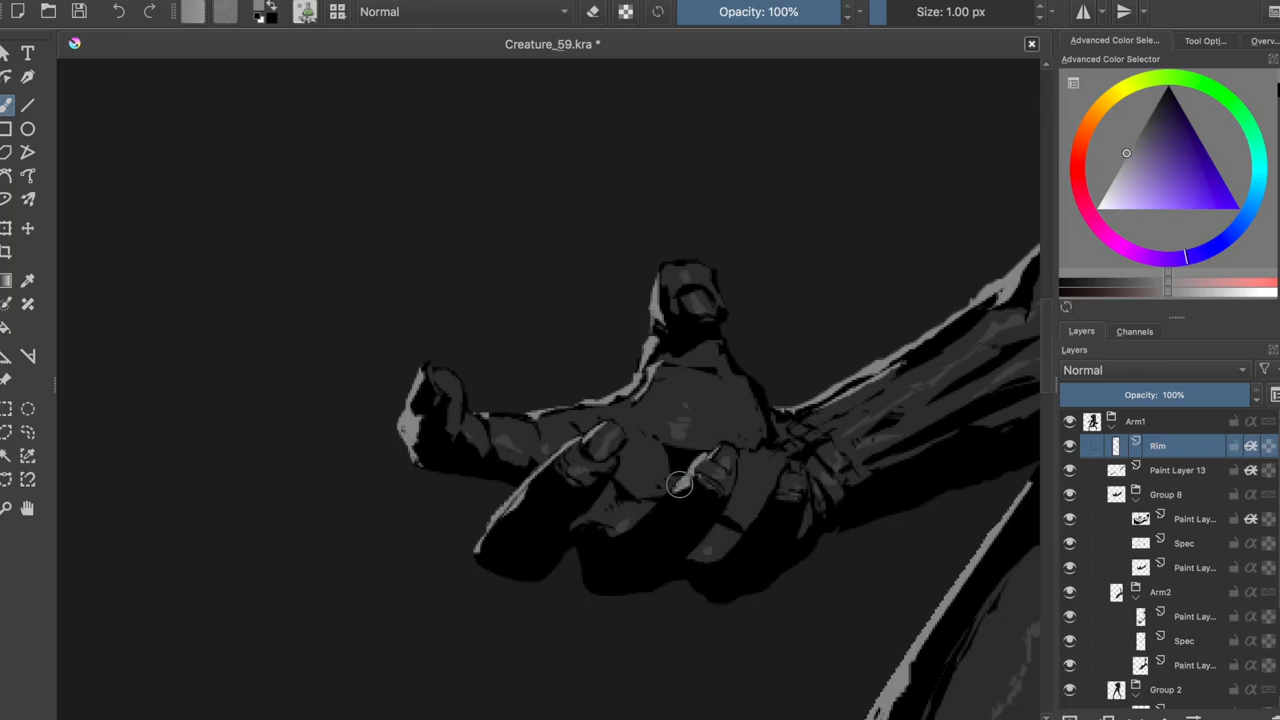 Normal
Opacity: 100%
Size: 1.00 px
Creature_59.kra *
Advanced Color Sele...
Tool Opti...
Overv...
Advanced Color Selector
Layers
Channels
Layers
Normal
Opacity: 100%
Arm1
Rim
Paint Layer 13
Group 8
Paint Lay...
Spec
Paint Lay...
Arm2
Paint Lay...
Spec
Paint Lay...
Group 2